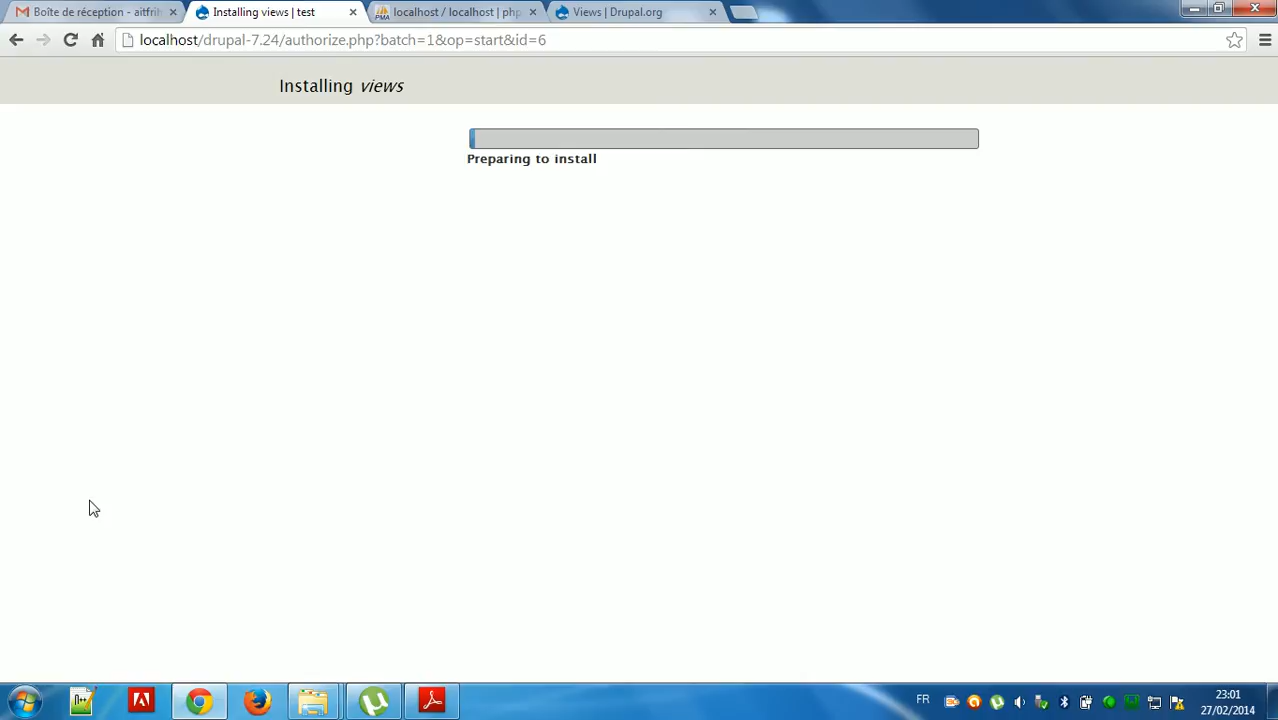 Boîte de réception - aitfri
Installing views | test
localhost / localhost | php
Views | Drupal.org
localhost/drupal-7.24/authorize.php?batch=1&op=start&id=6
Installing views
Preparing to install
FR
23:01
27/02/2014